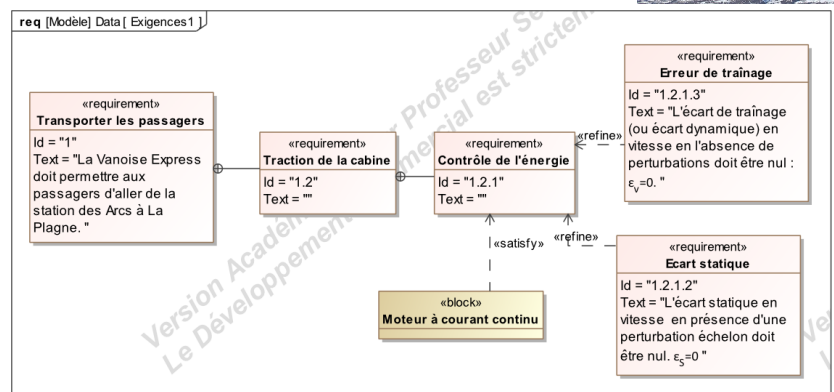 req [Modèle] Data [ Exigences1 ]
«requirement»
Transporter les passagers
Id = "1"
Text = "La Vanoise Express
doit permettre aux
passagers d'aller de la
station des Arcs à La
Plagne. "
«requirement»
Traction de la cabine
Id = "1.2"
Text = ""
«requirement»
Contrôle de l'énergie
Id = "1.2.1"
Text = ""
«refine»
«requirement»
Erreur de traînage
Id = "1.2.1.3"
Text = "L'écart de traînage
(ou écart dynamique) en
vitesse en l'absence de
perturbations doit être nul :
εv=0. "
«satisfy»
«refine»
«block»
Moteur à courant continu
«requirement»
Ecart statique
Id = "1.2.1.2"
Text = "L'écart statique en
vitesse  en présence d'une
perturbation échelon doit
être nul. εS=0 "